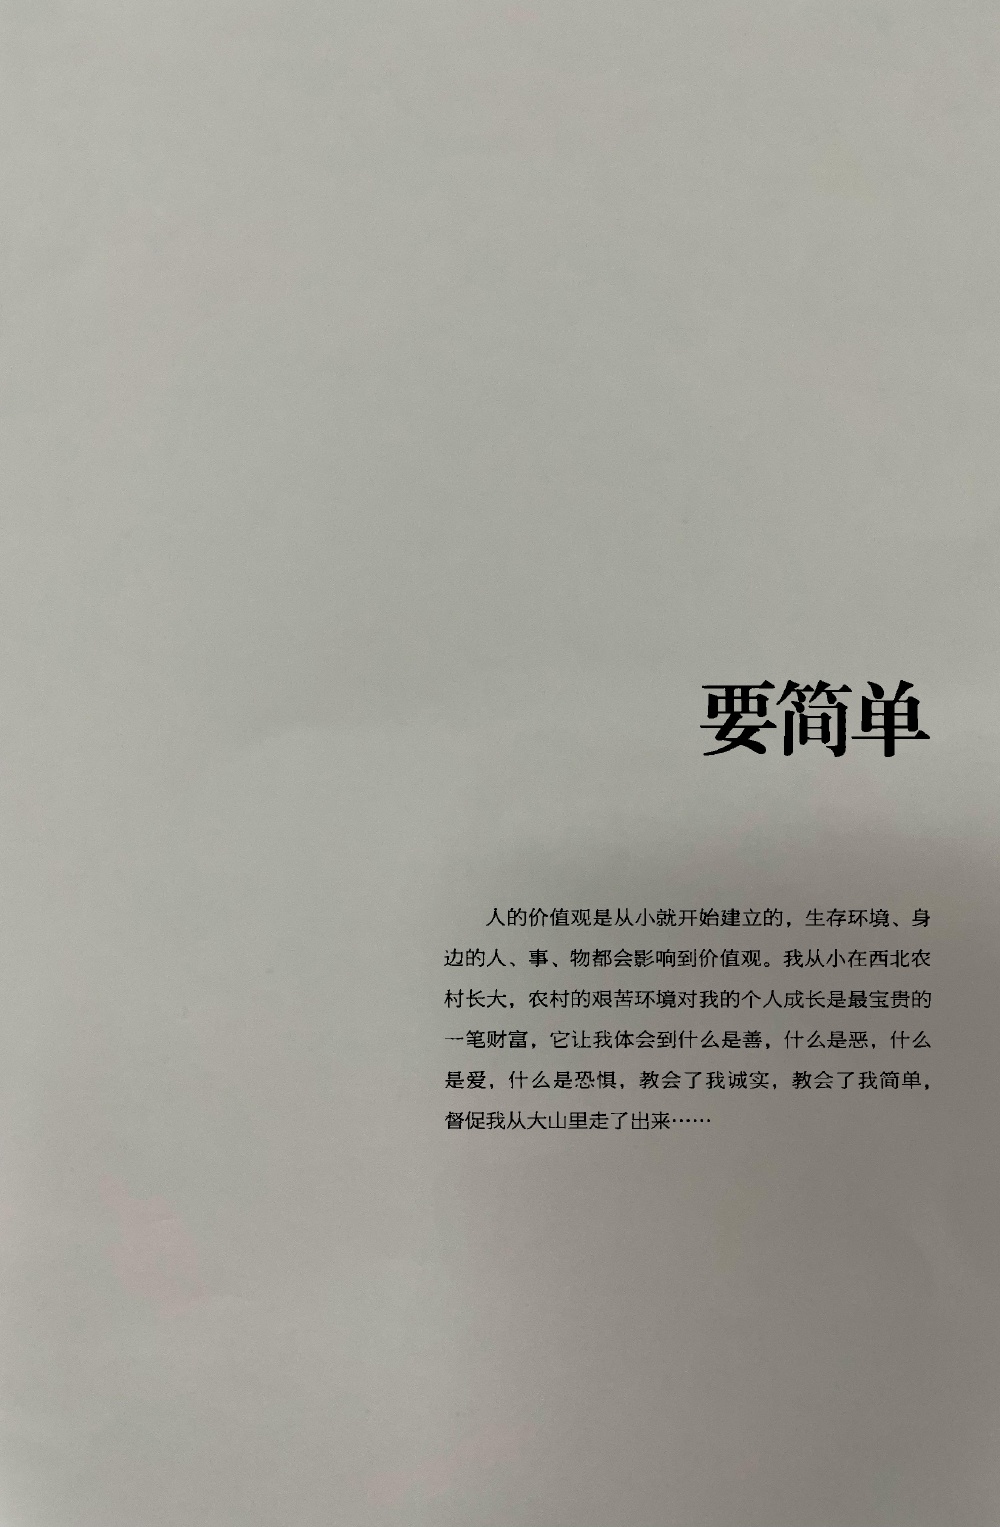 要简单
人的价值观是从小就开始建立的，生存环境、身
边的人、事、物都会影响到价值观。我从小在西北农
村长大，农村的艰苦环境对我的个人成长是最宝贵的
一笔财富，它让我体会到什么是善，什么是恶，什么
是爱，什么是恐惧，教会了我诚实，教会了我简单，
督促我从大山里走了出来……